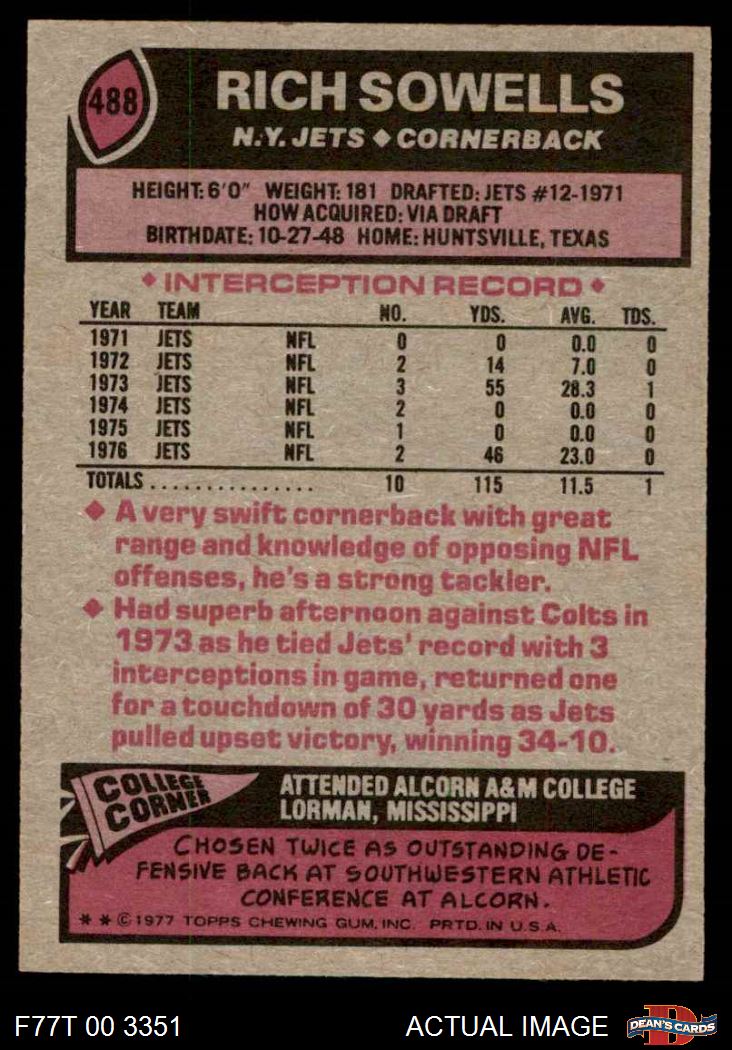 488
RICH SOWELLS
N.Y. JETS ◆ CORNERBACK
HEIGHT: 6'0" WEIGHT: 181 DRAFTED: JETS #12-1971
HOW ACQUIRED: VIA DRAFT
BIRTHDATE: 10-27-48 HOME: HUNTSVILLE, TEXAS
◆ INTERCEPTION RECORD ◆
YEAR TEAM NO. YDS. AVG. TDS.
1971 JETS NFL 0 0 0.0 0
1972 JETS NFL 2 14 7.0 0
1973 JETS NFL 3 55 28.3 1
1974 JETS NFL 2 0 0.0 0
1975 JETS NFL 1 0 0.0 0
1976 JETS NFL 2 46 23.0 0
TOTALS ............... 10 115 11.5 1
◆ A very swift cornerback with great
range and knowledge of opposing NFL
offenses, he's a strong tackler.
◆ Had superb afternoon against Colts in
1973 as he tied Jets' record with 3
interceptions in game, returned one
for a touchdown of 30 yards as Jets
pulled upset victory, winning 34-10.
COLLEGE
CORNER
ATTENDED ALCORN A&M COLLEGE
LORMAN, MISSISSIPPI
CHOSEN TWICE AS OUTSTANDING DE-
FENSIVE BACK AT SOUTHWESTERN ATHLETIC
CONFERENCE AT ALCORN.
* * © 1977 TOPPS CHEWING GUM, INC. PRTD. IN U.S.A.
F77T 00 3351
ACTUAL IMAGE
D
DEAN'S CARDS